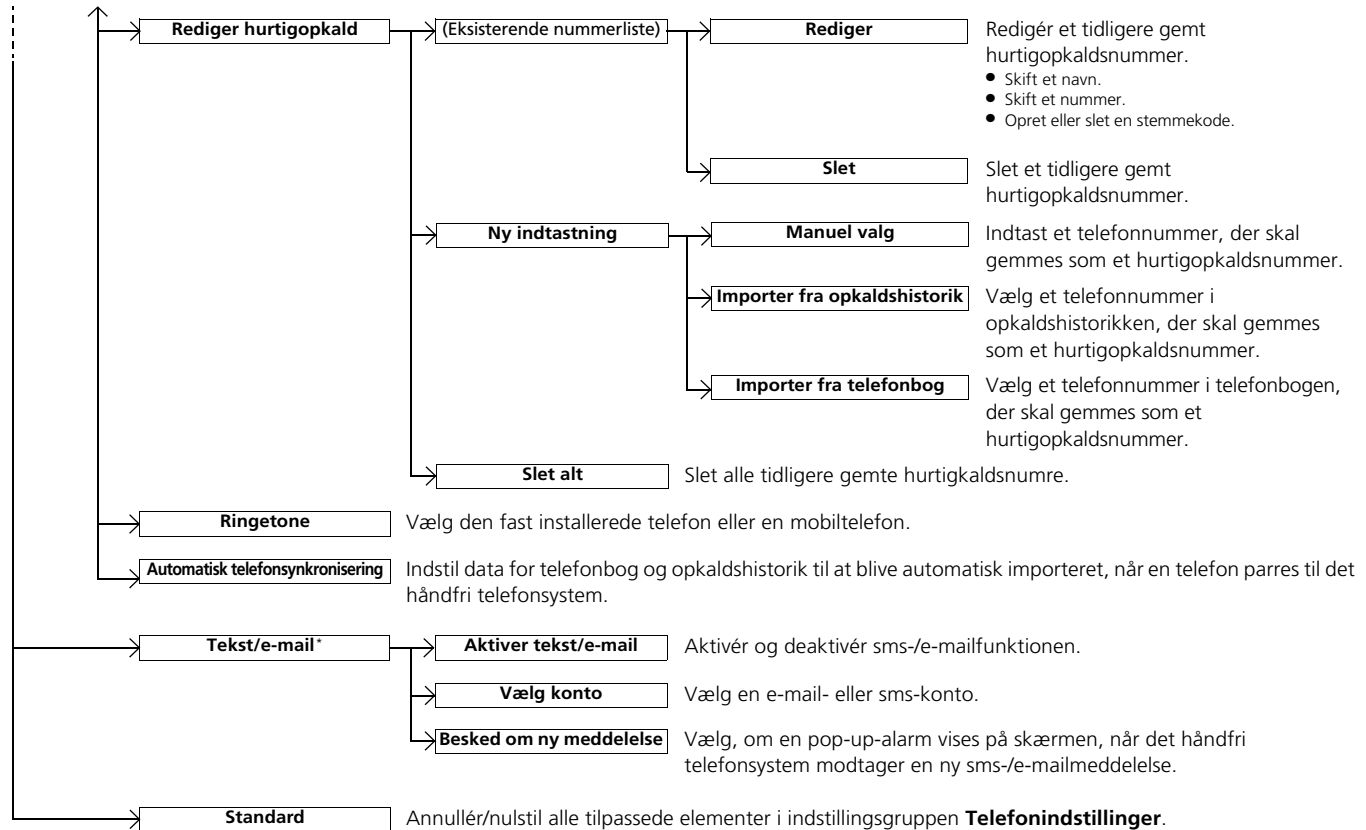 Rediger hurtigopkald
(Eksisterende nummerliste)
Rediger
Redigér et tidligere gemt
hurtigopkaldsnummer.
● Skift et navn.
● Skift et nummer.
● Opret eller slet en stemmekode.
Slet
Slet et tidligere gemt
hurtigopkaldsnummer.
Ny indtastning
Manuel valg
Indtast et telefonnummer, der skal
gemmes som et hurtigopkaldsnummer.
Importer fra opkaldshistorik
Vælg et telefonnummer i
opkaldshistorikken, der skal gemmes
som et hurtigopkaldsnummer.
Importer fra telefonbog
Vælg et telefonnummer i telefonbogen,
der skal gemmes som et
hurtigopkaldsnummer.
Slet alt
Slet alle tidligere gemte hurtigkaldsnumre.
Ringetone
Vælg den fast installerede telefon eller en mobiltelefon.
Automatisk telefonsynkronisering
Indstil data for telefonbog og opkaldshistorik til at blive automatisk importeret, når en telefon parres til det
håndfri telefonsystem.
Tekst/e-mail*
Aktiver tekst/e-mail
Aktivér og deaktivér sms-/e-mailfunktionen.
Vælg konto
Vælg en e-mail- eller sms-konto.
Besked om ny meddelelse
Vælg, om en pop-up-alarm vises på skærmen, når det håndfri
telefonsystem modtager en ny sms-/e-mailmeddelelse.
Standard
Annullér/nulstil alle tilpassede elementer i indstillingsgruppen Telefonindstillinger.